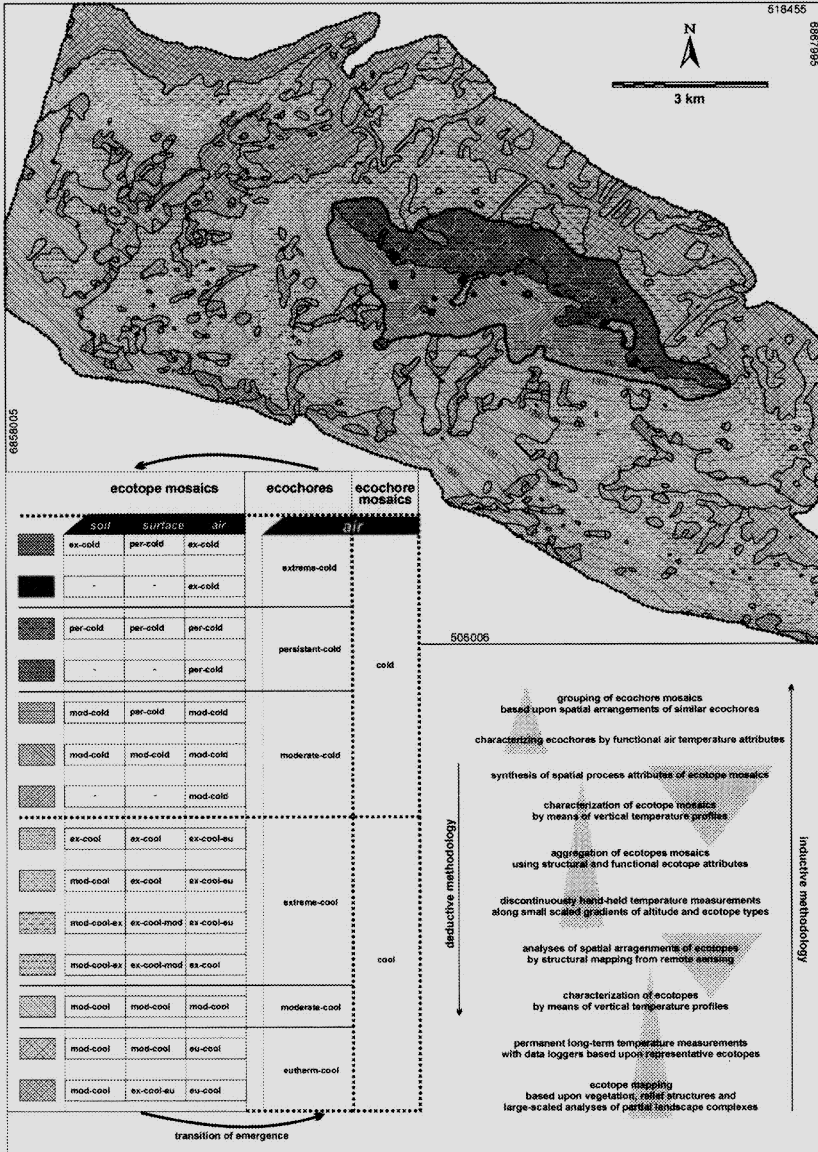 518455
6867995
N
3 km
6858005
506006
ecotope mosaics
ecochores
ecochore
mosaics
soil surface air
air
ex-cold per-cold ex-cold
extreme-cold
- - ex-cold
per-cold per-cold per-cold
persistant-cold
- - per-cold
cold
mod-cold per-cold mod-cold
mod-cold mod-cold mod-cold
moderate-cold
- - mod-cold
ex-cool ex-cool ex-cool-eu
mod-cool ex-cool ex-cool-eu
extreme-cool
mod-cool-ex ex-cool-mod ex-cool-eu
mod-cool-ex ex-cool-mod ex-cool
cool
mod-cool mod-cool mod-cool
moderate-cool
mod-cool mod-cool eu-cool
eutherm-cool
mod-cool ex-cool-eu eu-cool
transition of emergence
grouping of ecochore mosaics
based upon spatial arrangements of similar ecochores
characterizing ecochores by functional air temperature attributes
synthesis of spatial process attributes of ecotope mosaics
characterization of ecotope mosaics
by means of vertical temperature profiles
aggregation of ecotopes mosaics
using structural and functional ecotope attributes
discontinuously hand-held temperature measurements
along small scaled gradients of altitude and ecotope types
analyses of spatial arragenments of ecotopes
by structural mapping from remote sensing
characterization of ecotopes
by means of vertical temperature profiles
permanent long-term temperature measurements
with data loggers based upon representative ecotopes
ecotope mapping
based upon vegetation, relief structures and
large-scaled analyses of partial landscape complexes
deductive methodology
inductive methodology